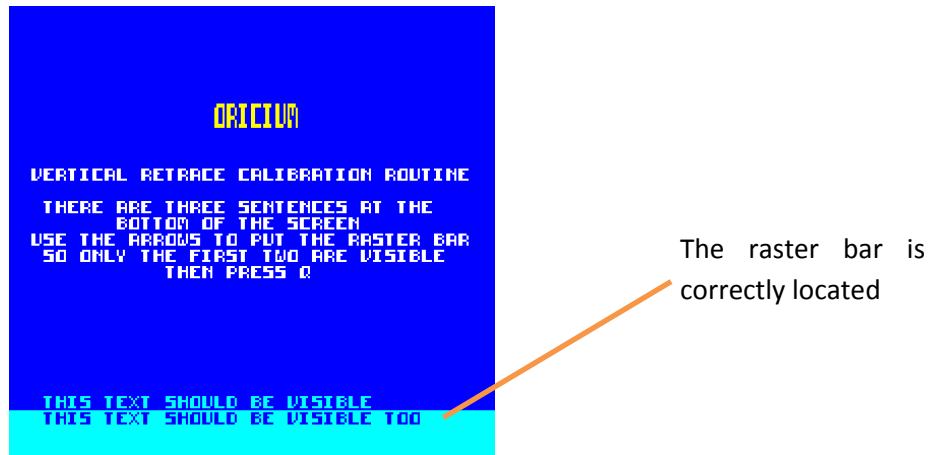 ORICIUM
VERTICAL RETRACE CALIBRATION ROUTINE
THERE ARE THREE SENTENCES AT THE
BOTTOM OF THE SCREEN
USE THE ARROWS TO PUT THE RASTER BAR
SO ONLY THE FIRST TWO ARE VISIBLE
THEN PRESS Q
The raster bar is
correctly located
THIS TEXT SHOULD BE VISIBLE
THIS TEXT SHOULD BE VISIBLE TOO